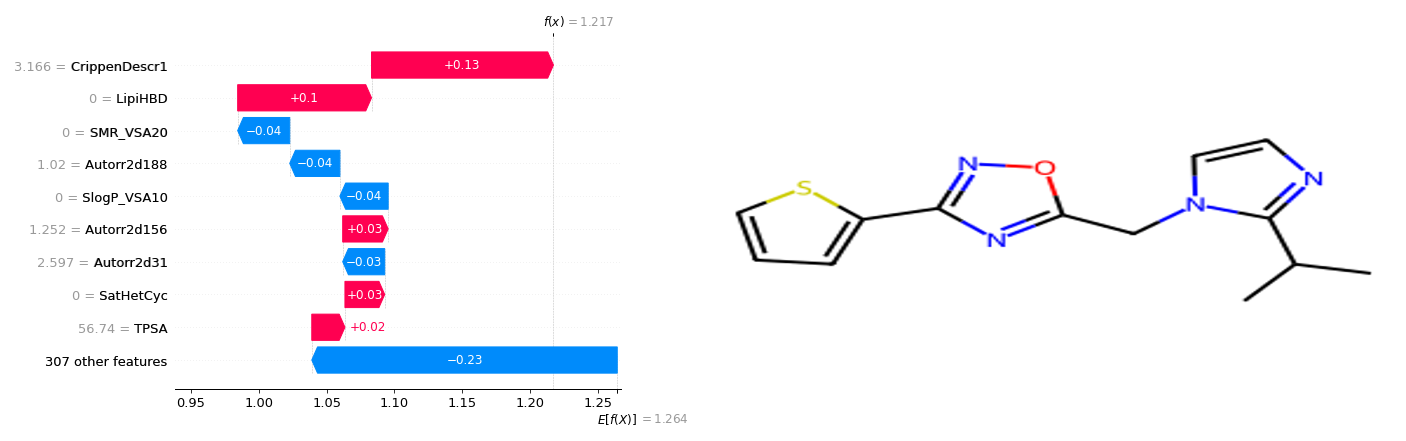 f(x) = 1.217
3.166 = CrippenDescr1
+0.13
0 = LipiHBD
+0.1
0 = SMR_VSA20
−0.04
1.02 = Autorr2d188
−0.04
0 = SlogP_VSA10
−0.04
1.252 = Autorr2d156
+0.03
2.597 = Autorr2d31
−0.03
0 = SatHetCyc
+0.03
56.74 = TPSA
+0.02
307 other features
−0.23
0.95 1.00 1.05 1.10 1.15 1.20 1.25
E[f(X)] = 1.264
S
N
O
N
N
N